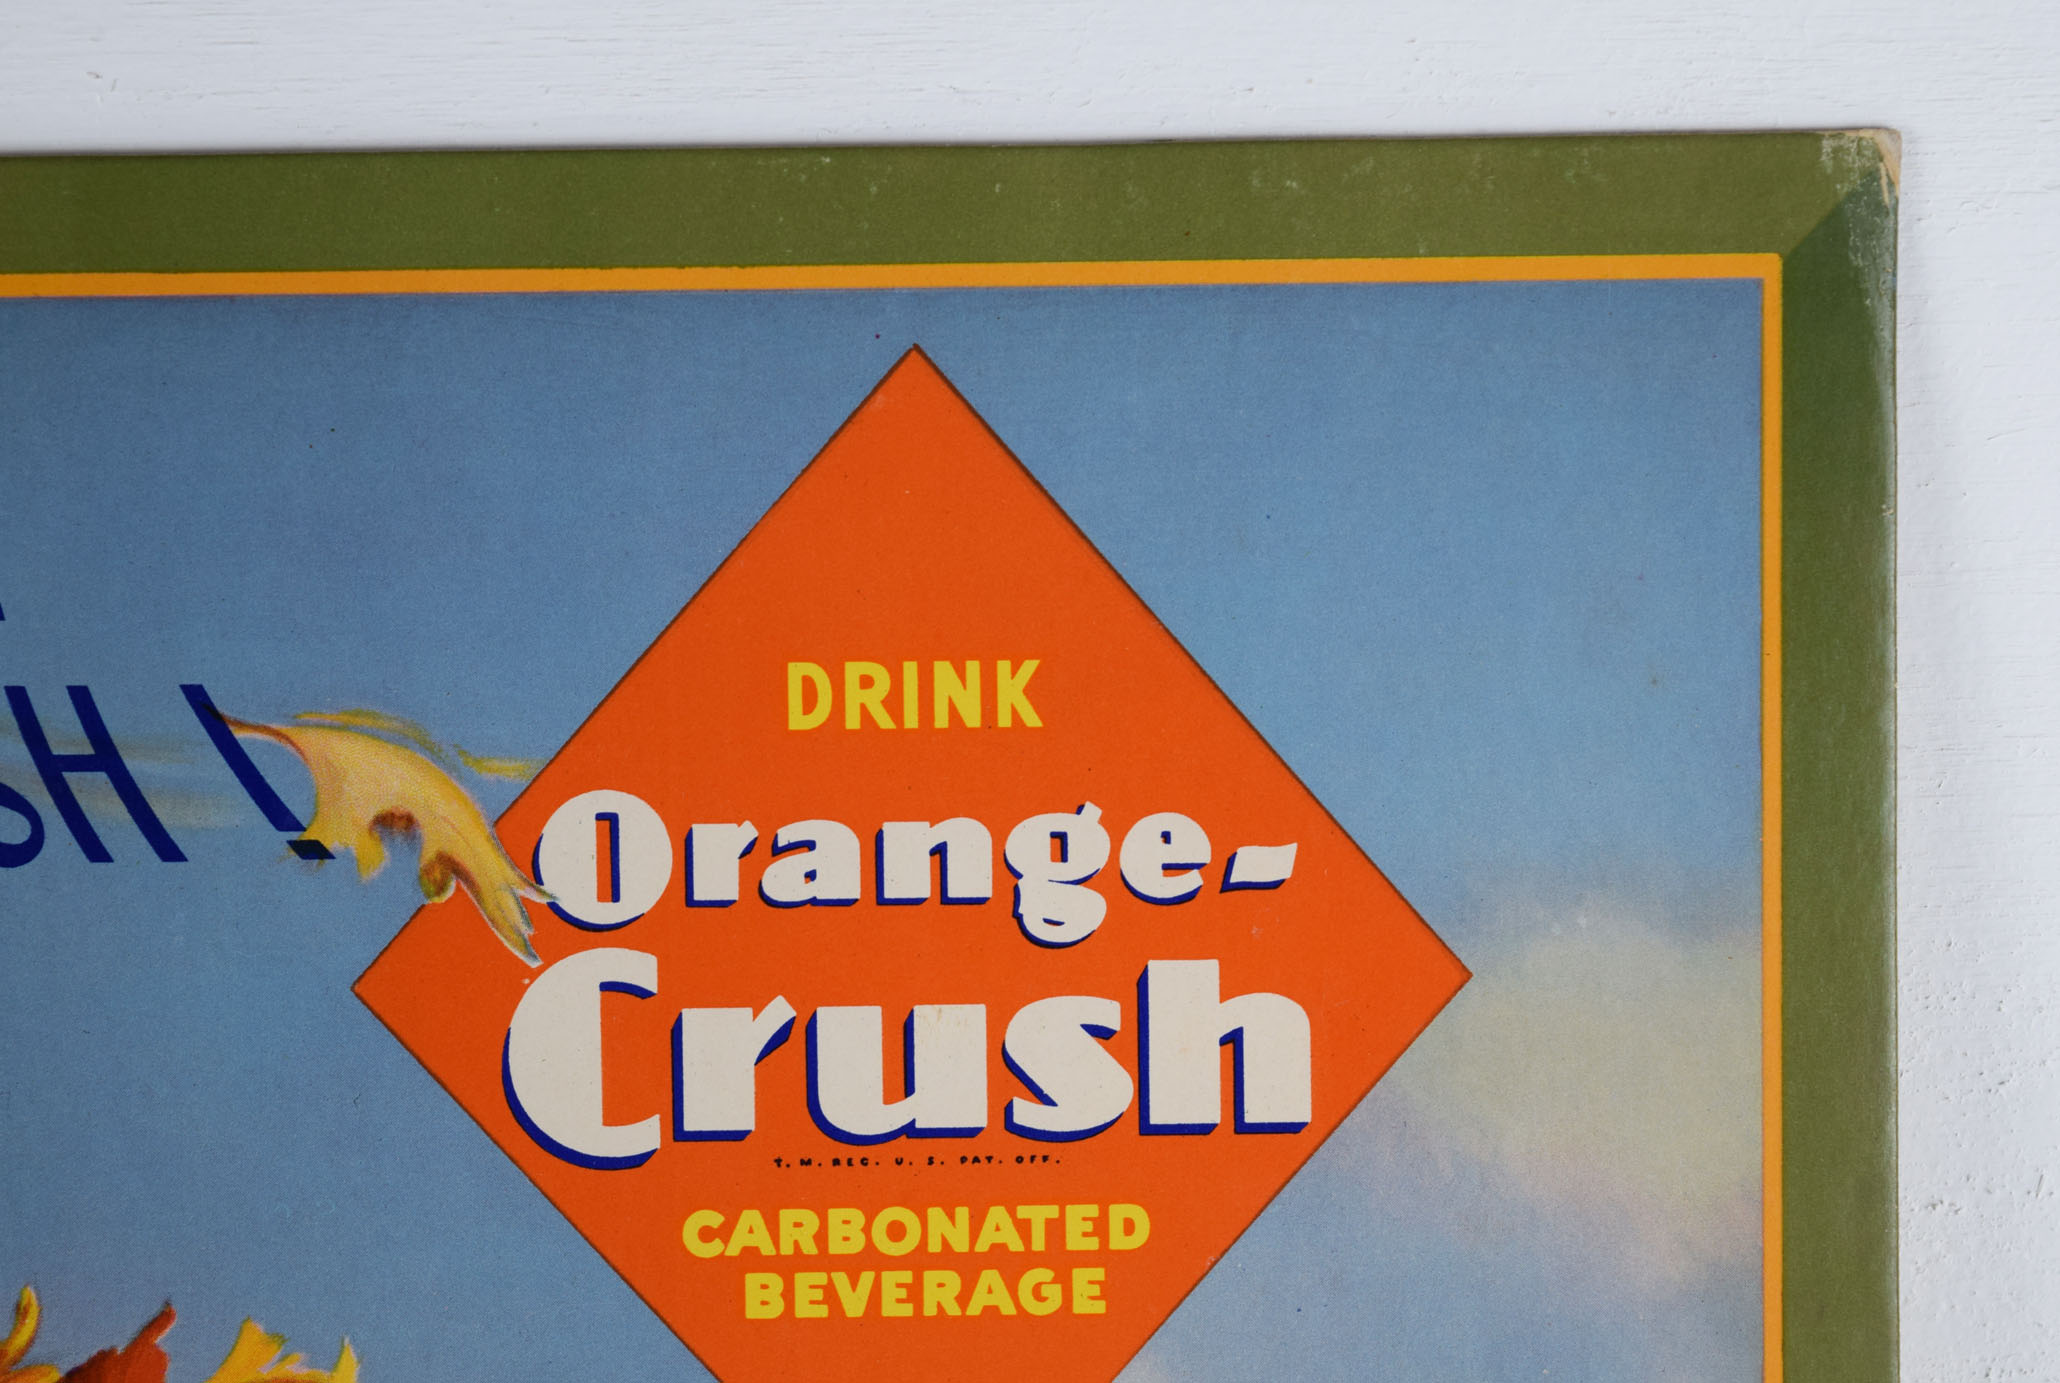 SH !
DRINK
Orange-
Crush
T. M. REG. U. S. PAT. OFF.
CARBONATED
BEVERAGE